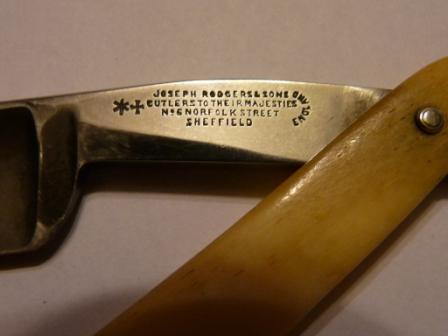 JOSEPH RODGERS & SONS
CUTLERS TO THEIR MAJESTIES
No 6 NORFOLK STREET
SHEFFIELD